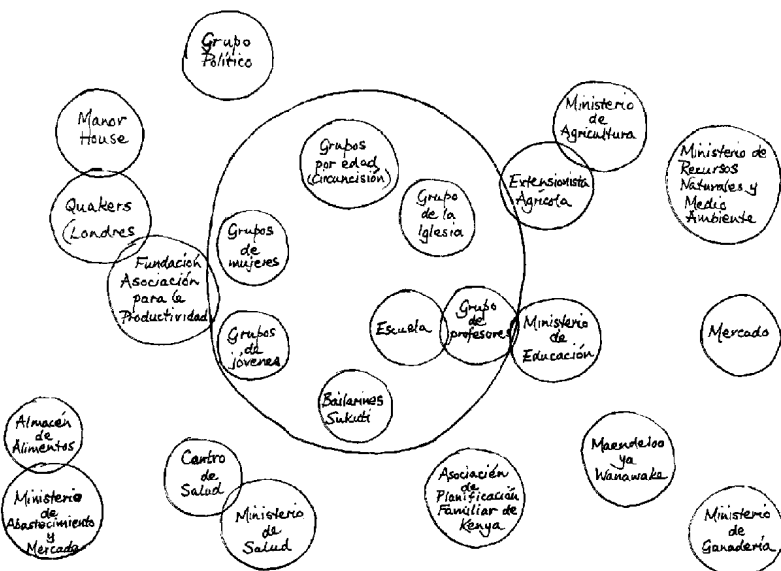 Grupo
Político
Manor
House
Quakers
(Londres
Fundación
Asociación
para la
Productividad
Grupos
por edad
(Circuncisión)
Grupo
de la
Iglesia
Grupos
de
mujeres
Grupos
de
jóvenes
Escuela
Grupo
de
profesores
Bailarines
Sukuti
Ministerio
de
Agricultura
Extensionista
Agrícola
Ministerio de
Recursos
Naturales y
Medio
Ambiente
Ministerio
de
Educación
Mercado
Almacén
de
Alimentos
Ministerio
de
Abastecimiento
y
Mercado
Centro
de
Salud
Ministerio
de
Salud
Asociación
de
Planificación
Familiar de
Kenya
Maendeloo
ya
Wanawake
Ministerio
de
Ganadería